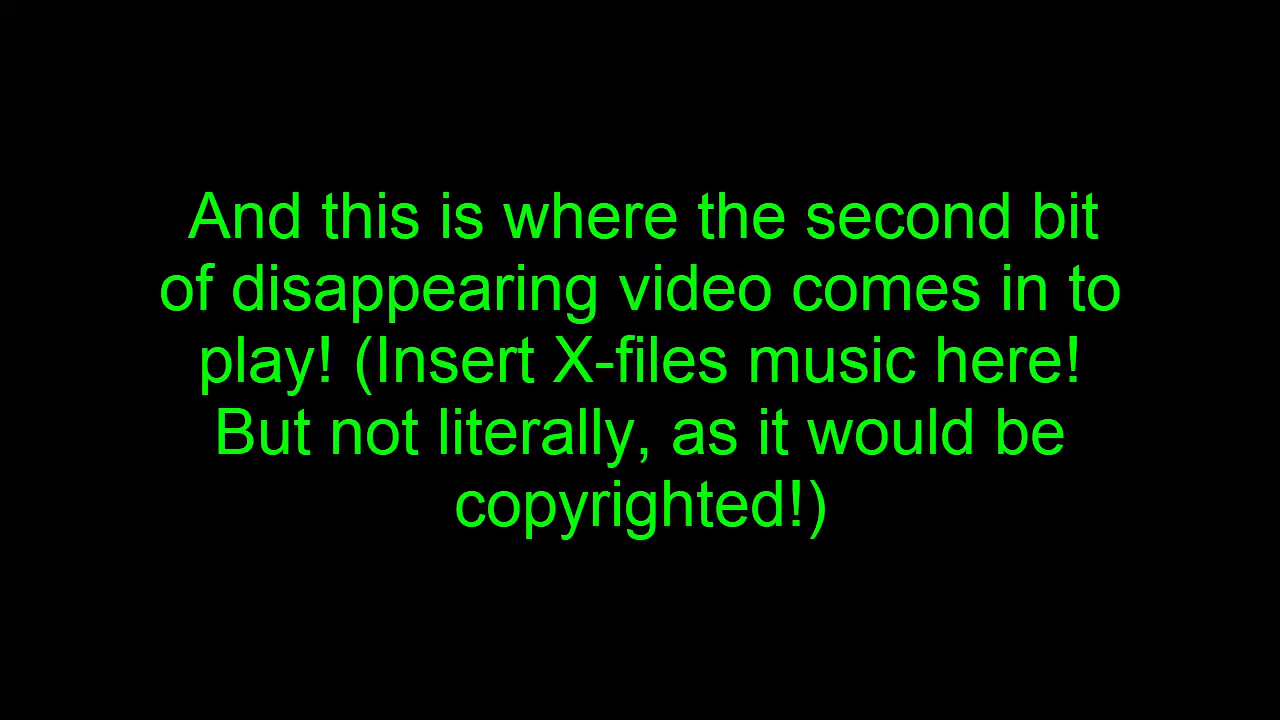 And this is where the second bit
of disappearing video comes in to
play! (Insert X-files music here!
But not literally, as it would be
copyrighted!)